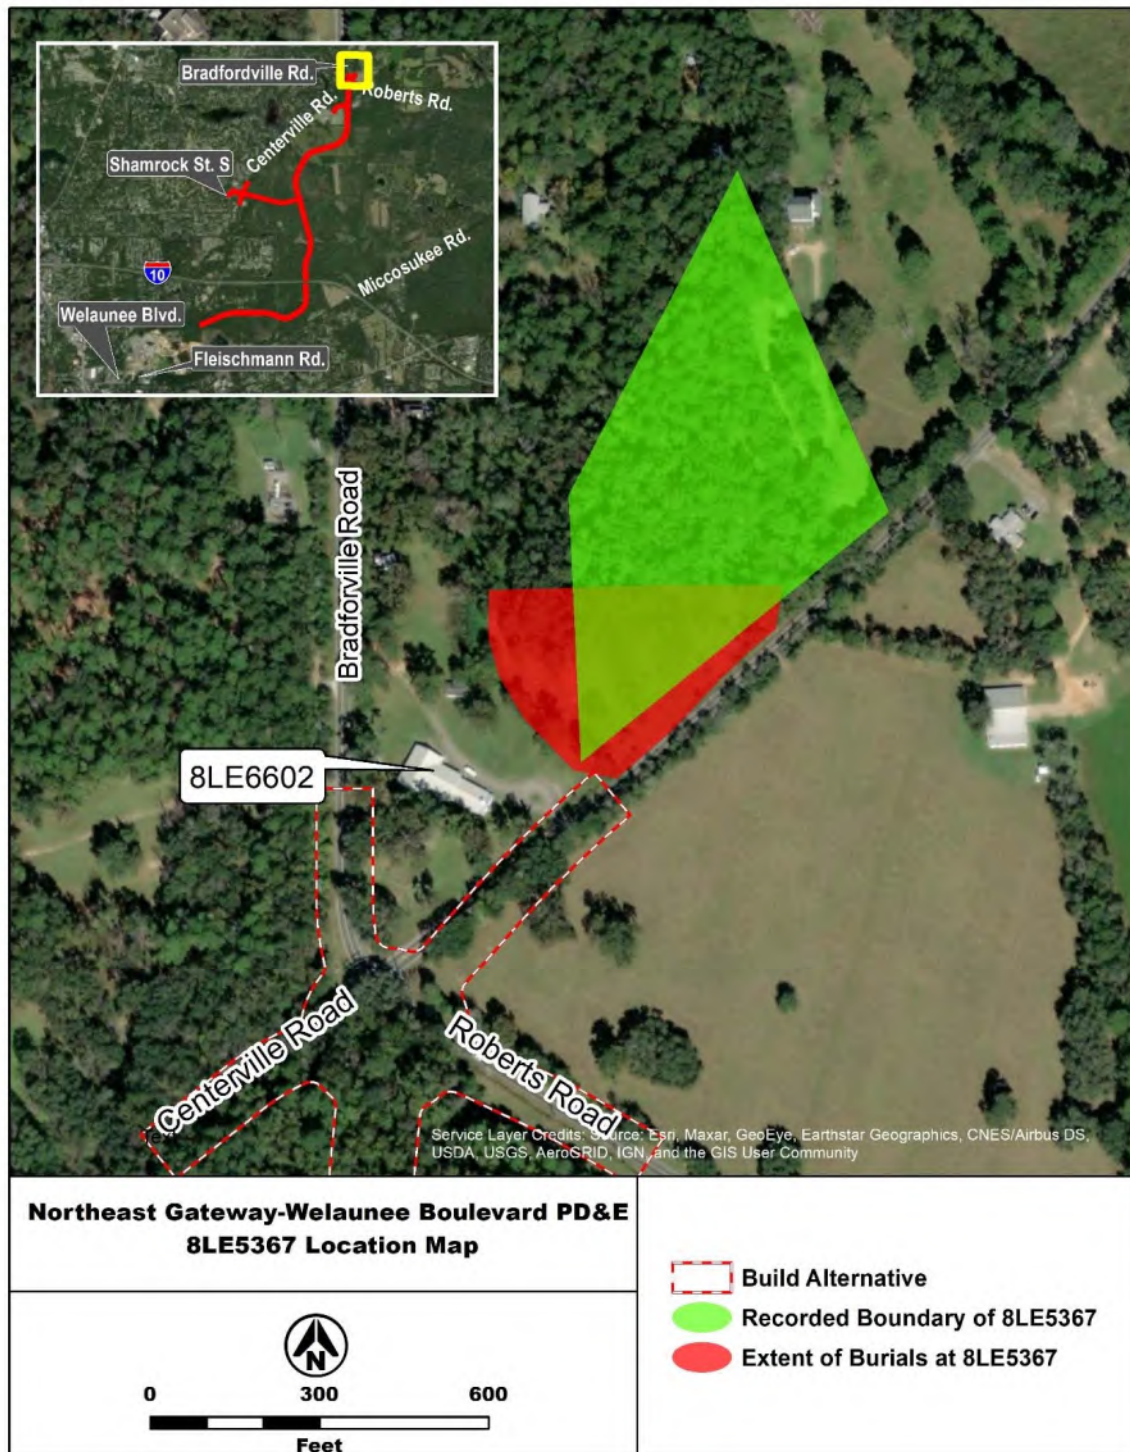 Bradfordville Rd.
Roberts Rd.
Centerville Rd.
Shamrock St. S
Miccosukee Rd.
10
Welaunee Blvd.
Fleischmann Rd.
Bradforville Road
8LE6602
Centerville Road
Roberts Road
Service Layer Credits: Source: Esri, Maxar, GeoEye, Earthstar Geographics, CNES/Airbus DS,
USDA, USGS, AeroGRID, IGN, and the GIS User Community
Northeast Gateway-Welaunee Boulevard PD&E
8LE5367 Location Map
Build Alternative
Recorded Boundary of 8LE5367
Extent of Burials at 8LE5367
N
0 300 600
Feet